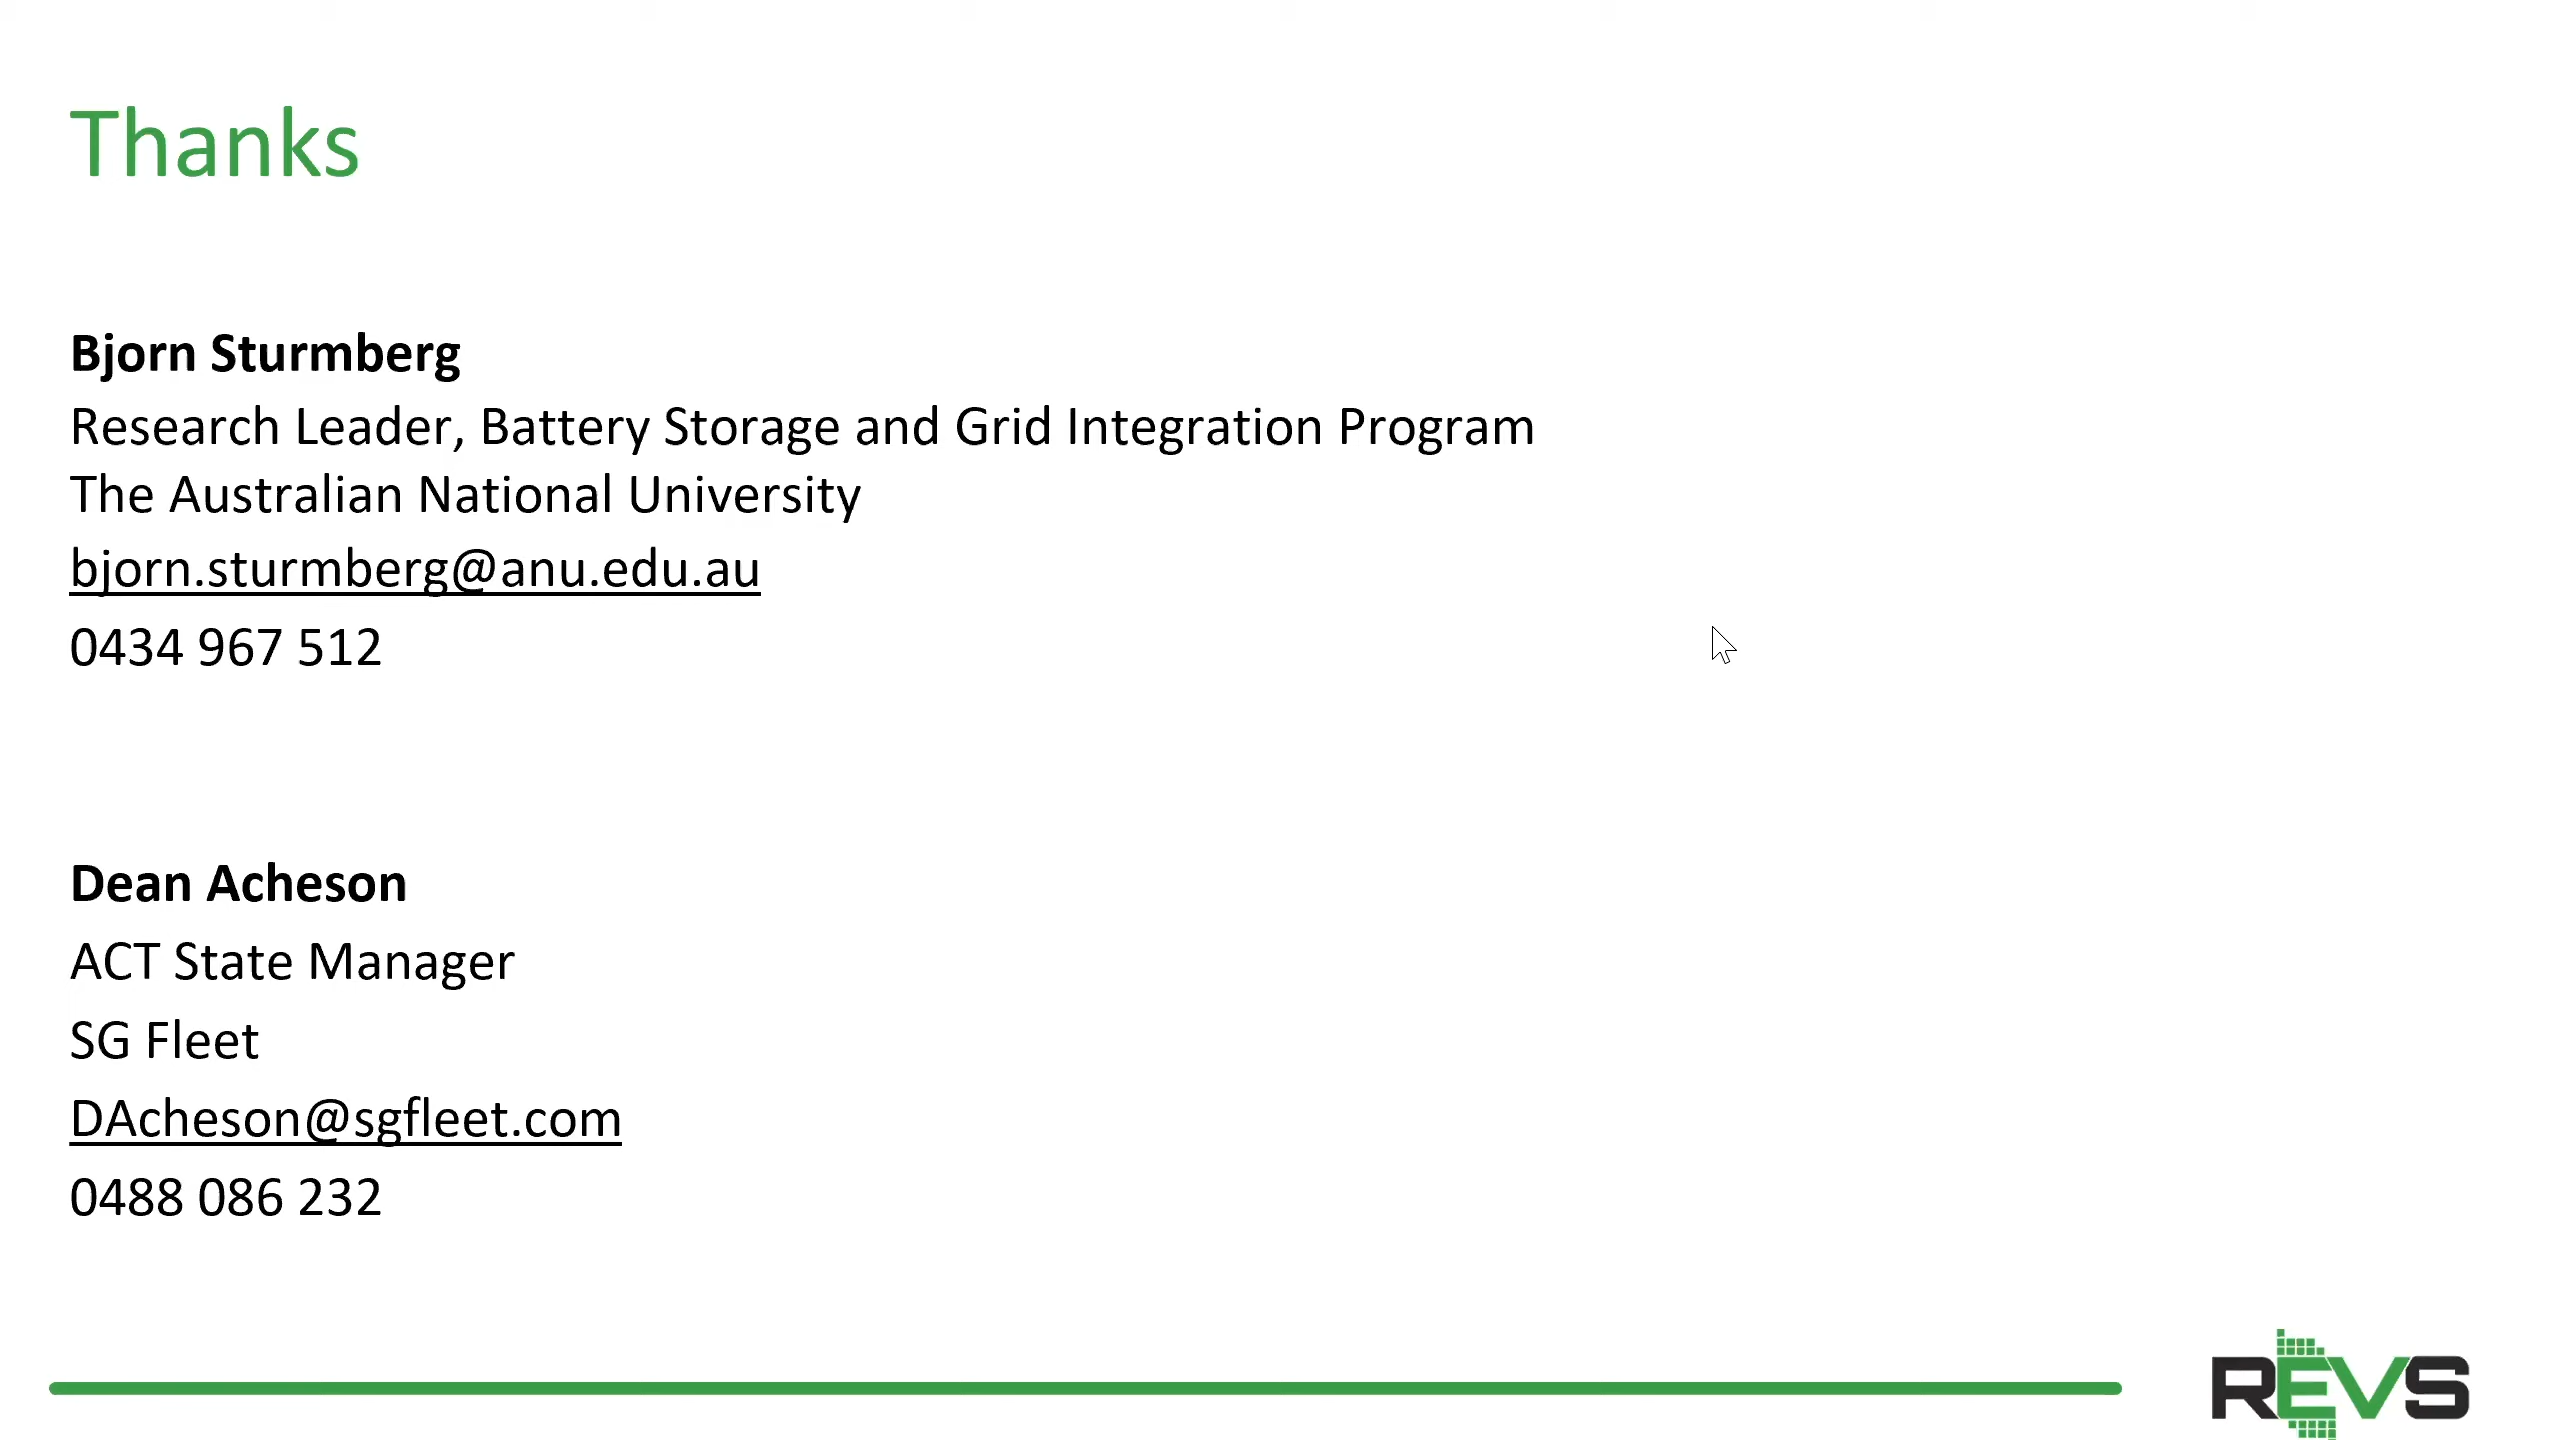 Thanks
Bjorn Sturmberg
Research Leader, Battery Storage and Grid Integration Program
The Australian National University
bjorn.sturmberg@anu.edu.au
0434 967 512
Dean Acheson
ACT State Manager
SG Fleet
DAcheson@sgfleet.com
0488 086 232
REVS